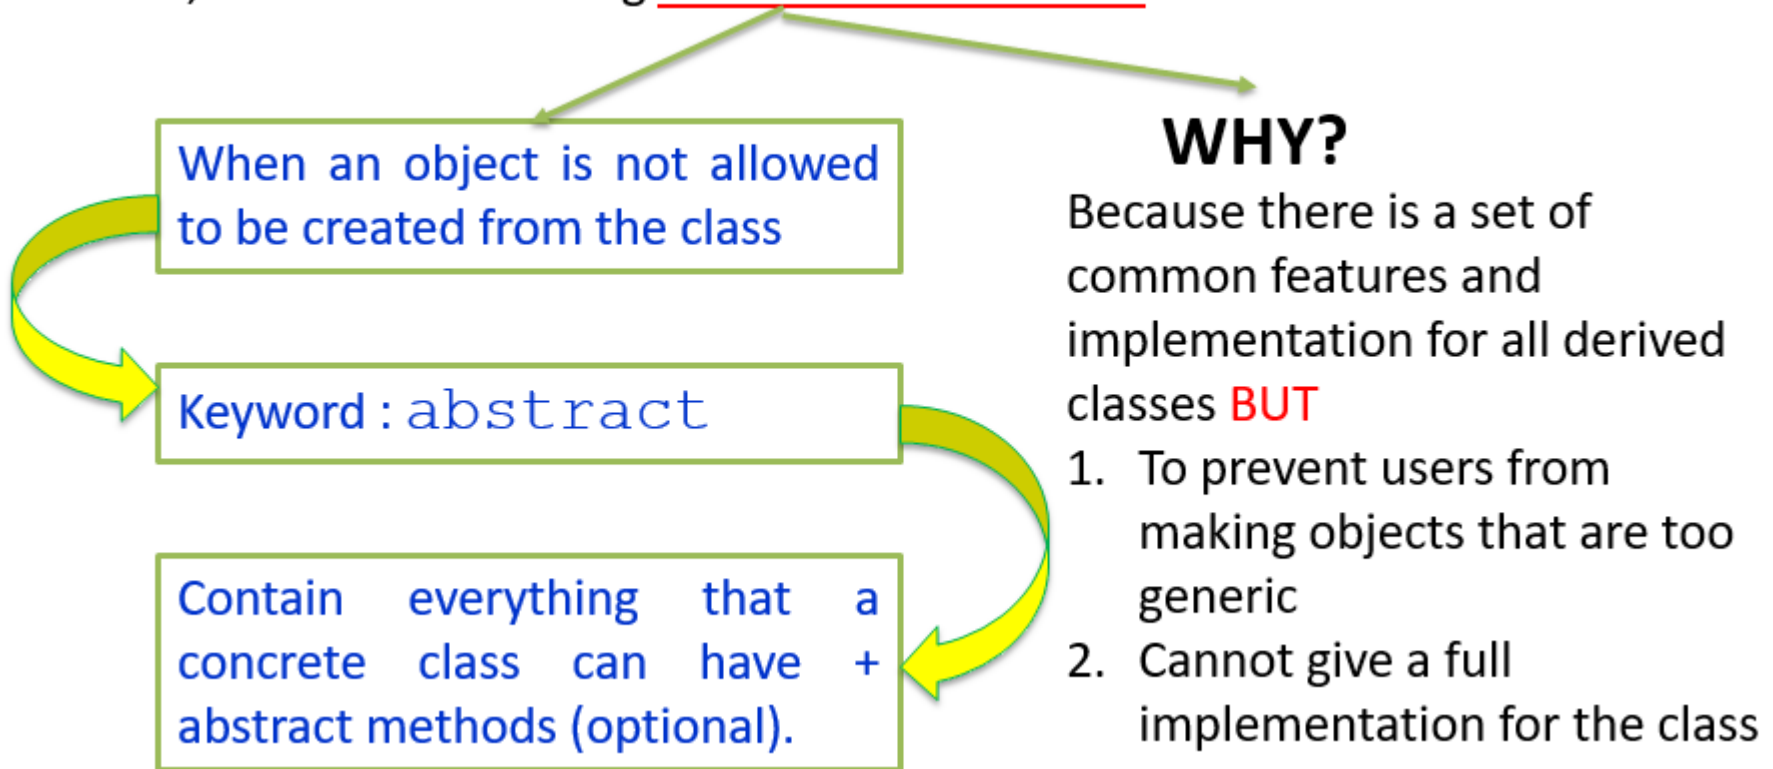 When an object is not allowed
to be created from the class
Keyword : abstract
Contain everything that a
concrete class can have +
abstract methods (optional).
WHY?
Because there is a set of
common features and
implementation for all derived
classes BUT
1. To prevent users from
making objects that are too
generic
2. Cannot give a full
implementation for the class